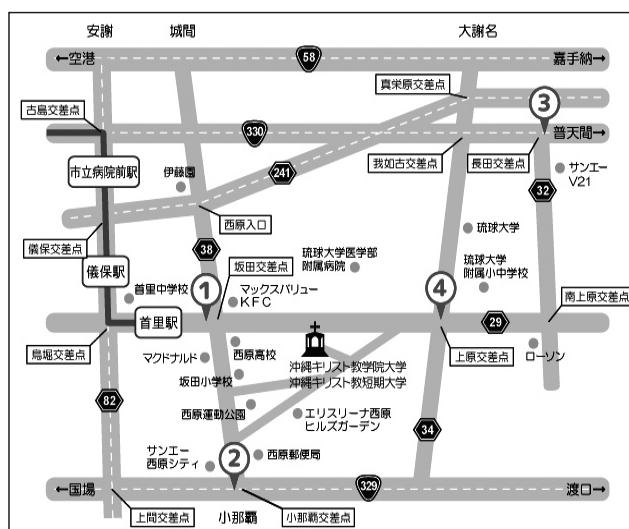 安謝
城間
大謝名
←空港
58
嘉手納→
真栄原交差点
古島交差点
330
3
普天間→
我如古交差点
長田交差点
市立病院前駅
伊藤園
241
32
サンエー
V21
西原入口
琉球大学
儀保交差点
38
坂田交差点
琉球大学医学部
附属病院
琉球大学
附属小中学校
儀保駅
首里中学校
1
マックスバリュー
KFC
4
南上原交差点
首里駅
29
鳥堀交差点
マクドナルド
西原高校
沖縄キリスト教学院大学
沖縄キリスト教短期大学
上原交差点
ローソン
坂田小学校
82
西原運動公園
エリスリーナ西原
ヒルズガーデン
34
サンエー
西原シティ
2
西原郵便局
←国場
329
渡口→
上間交差点
小那覇
小那覇交差点